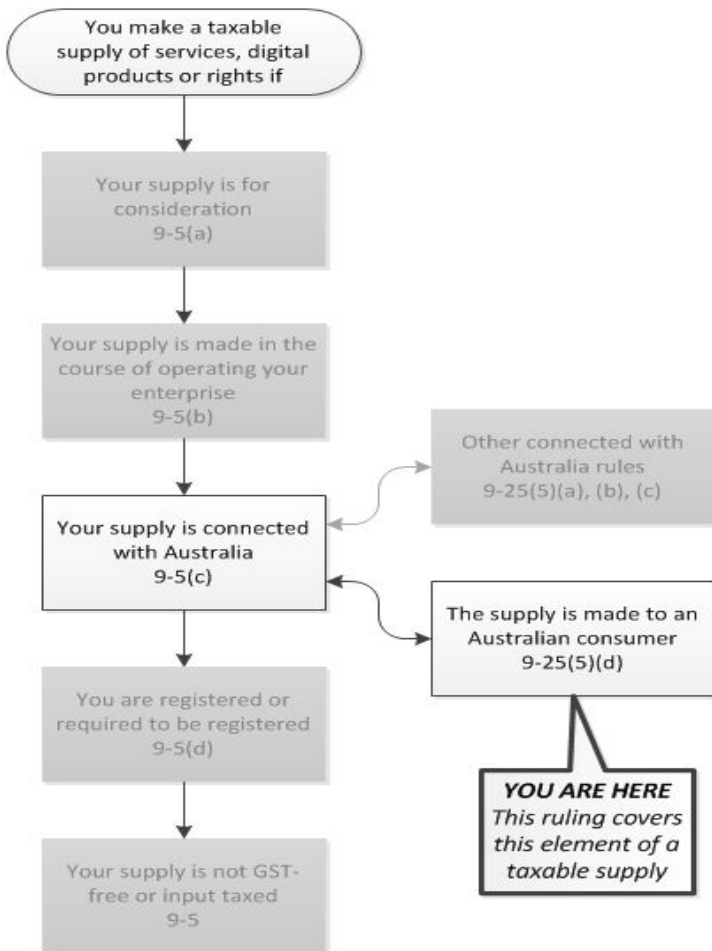 You make a taxable
supply of services, digital
products or rights if
Your supply is for
consideration
9-5(a)
Your supply is made in the
course of operating your
enterprise
9-5(b)
Other connected with
Australia rules
9-25(5)(a), (b), (c)
Your supply is connected
with Australia
9-5(c)
The supply is made to an
Australian consumer
9-25(5)(d)
You are registered or
required to be registered
9-5(d)
YOU ARE HERE
This ruling covers
this element of a
taxable supply
Your supply is not GST-
free or input taxed
9-5